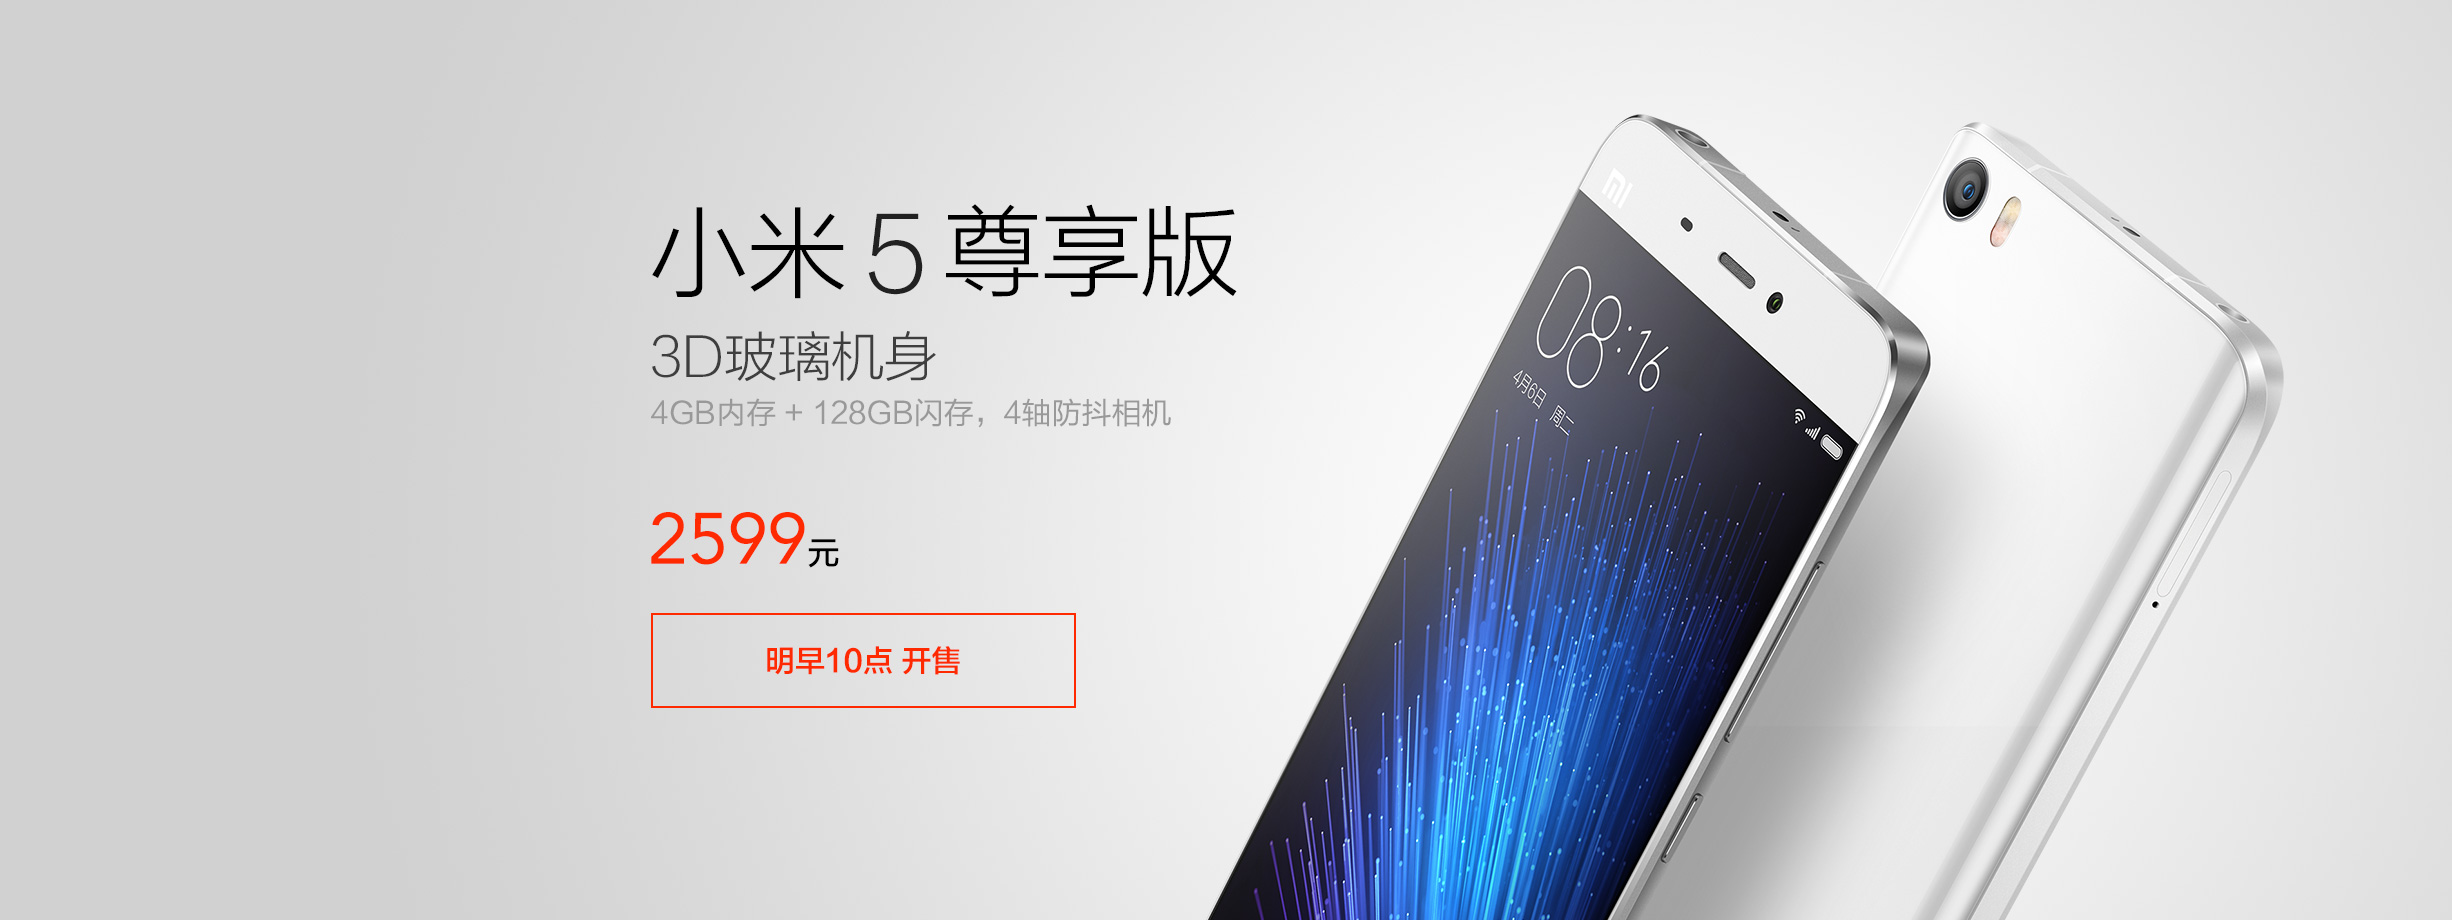 小米 5 尊享版
3D玻璃机身
4GB内存 + 128GB闪存，4轴防抖相机
2599元
明早10点 开售
MI
08:16
4月6日 周二